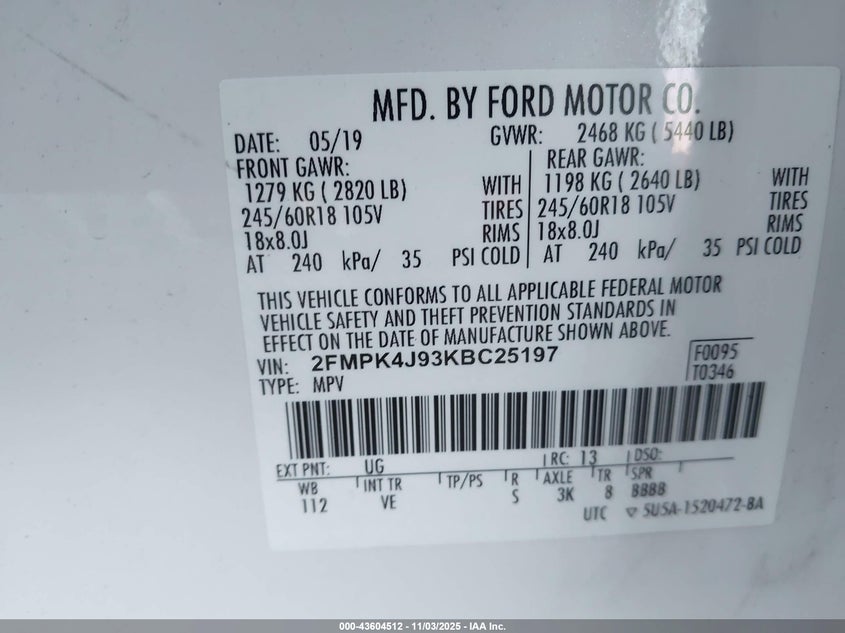 MFD. BY FORD MOTOR CO.
DATE: 05/19 GVWR: 2468 KG ( 5440 LB)
FRONT GAWR: REAR GAWR:
1279 KG ( 2820 LB) WITH 1198 KG ( 2640 LB) WITH
245/60R18 105V TIRES 245/60R18 105V TIRES
18x8.0J RIMS 18x8.0J RIMS
AT 240 kPa/ 35 PSI COLD AT 240 kPa/ 35 PSI COLD
THIS VEHICLE CONFORMS TO ALL APPLICABLE FEDERAL MOTOR
VEHICLE SAFETY AND THEFT PREVENTION STANDARDS IN
EFFECT ON THE DATE OF MANUFACTURE SHOWN ABOVE.
VIN: 2FMPK4J93KBC25197 F0095
TYPE: MPV T0346
EXT PNT: UG RC: 13 DSO:
WB INT TR TP/PS R AXLE TR SPR
112 VE S 3K 8 BBBB
UTC ▽ 5U5A-1520472-BA
000-43604512 - 11/03/2025 - IAA Inc.